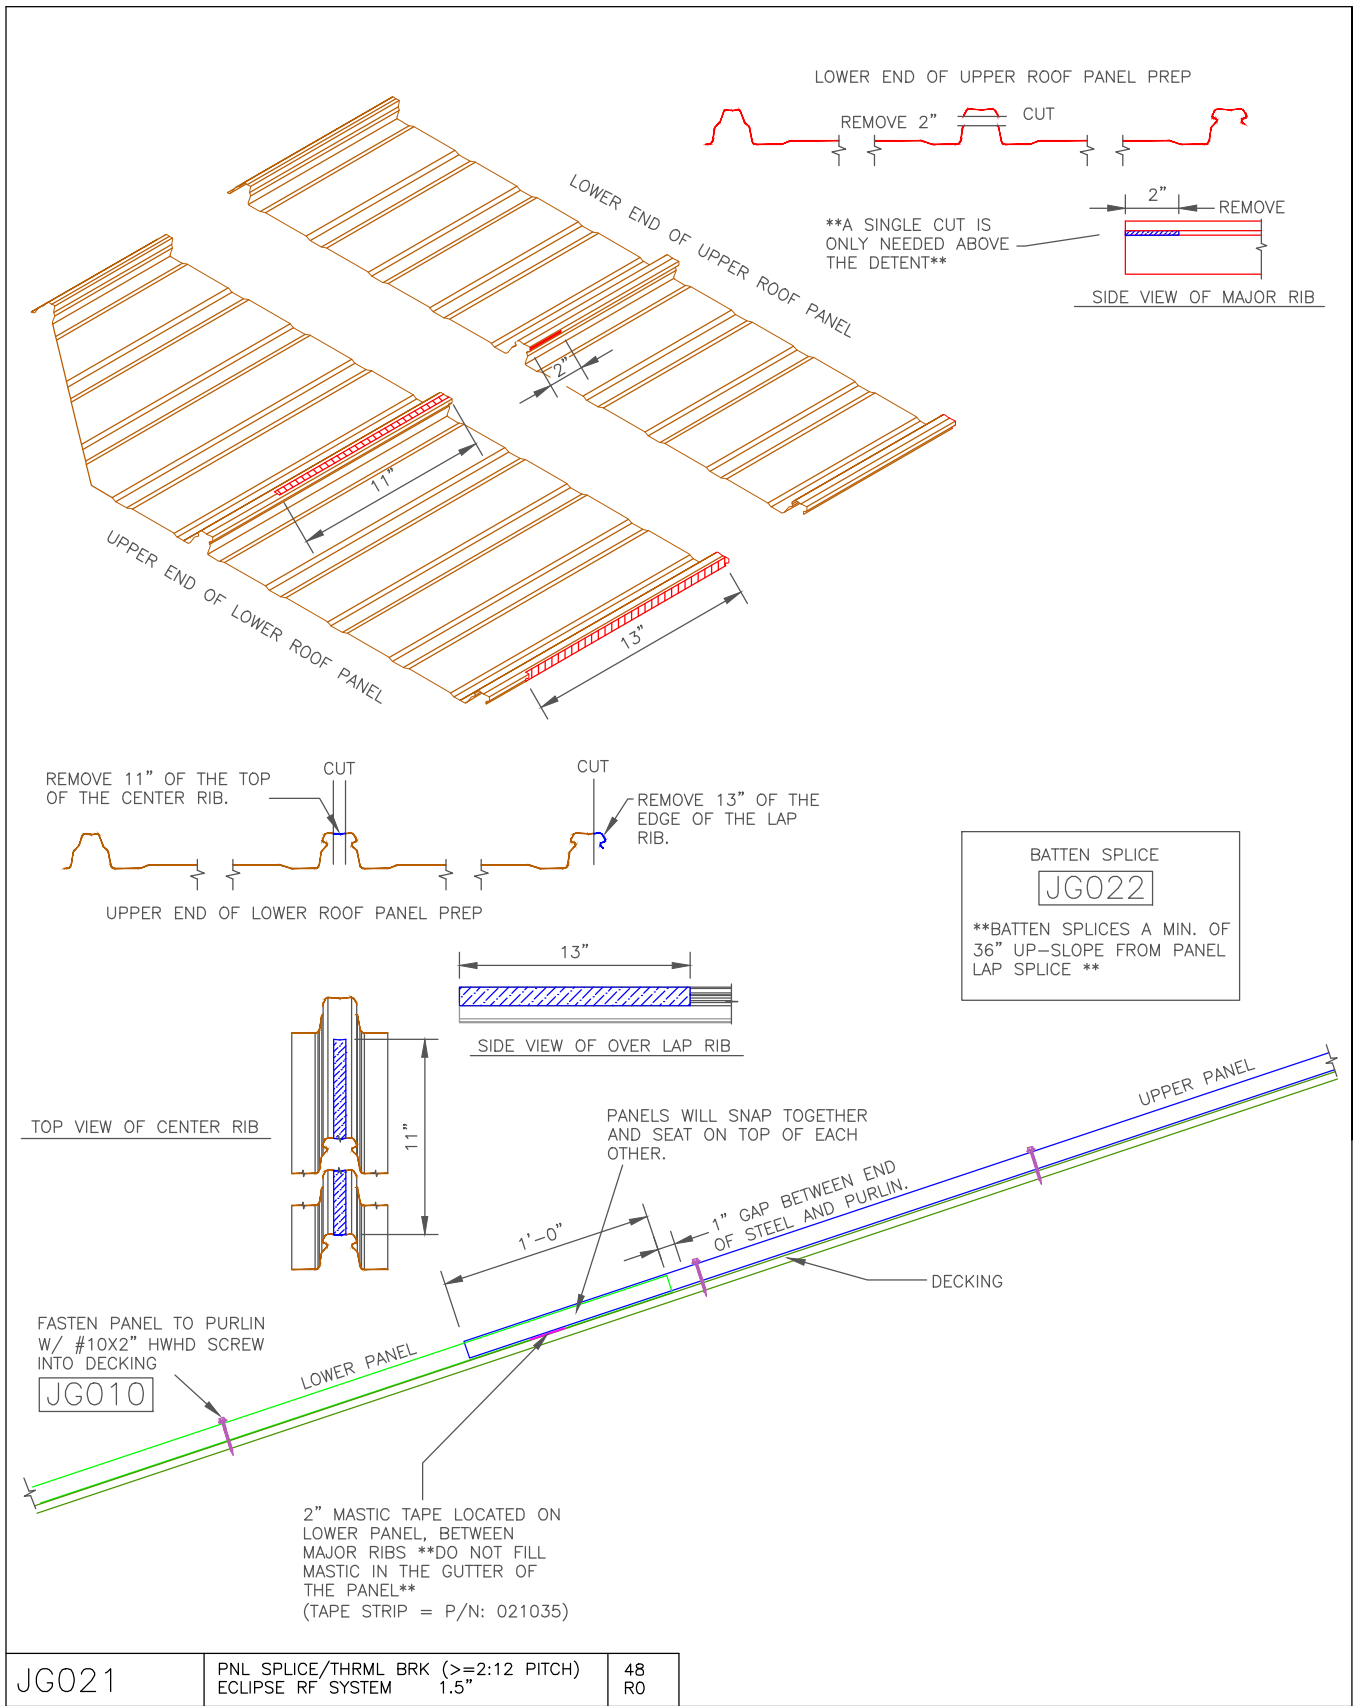 LOWER END OF UPPER ROOF PANEL PREP
REMOVE 2”
CUT
2”
REMOVE
**A SINGLE CUT IS
ONLY NEEDED ABOVE
THE DETENT**
SIDE VIEW OF MAJOR RIB
LOWER END OF UPPER ROOF PANEL
2”
11”
UPPER END OF LOWER ROOF PANEL
13”
REMOVE 11” OF THE TOP
OF THE CENTER RIB.
CUT
CUT
REMOVE 13” OF THE
EDGE OF THE LAP
RIB.
UPPER END OF LOWER ROOF PANEL PREP
BATTEN SPLICE
JG022
**BATTEN SPLICES A MIN. OF
36” UP-SLOPE FROM PANEL
LAP SPLICE **
13”
SIDE VIEW OF OVER LAP RIB
TOP VIEW OF CENTER RIB
11”
PANELS WILL SNAP TOGETHER
AND SEAT ON TOP OF EACH
OTHER.
UPPER PANEL
1'-0”
1” GAP BETWEEN END
OF STEEL AND PURLIN.
DECKING
FASTEN PANEL TO PURLIN
W/ #10X2” HWHD SCREW
INTO DECKING
JG010
LOWER PANEL
2” MASTIC TAPE LOCATED ON
LOWER PANEL, BETWEEN
MAJOR RIBS **DO NOT FILL
MASTIC IN THE GUTTER OF
THE PANEL**
(TAPE STRIP = P/N: 021035)
JG021
PNL SPLICE/THRML BRK (>=2:12 PITCH)
ECLIPSE RF SYSTEM 1.5”
48
R0